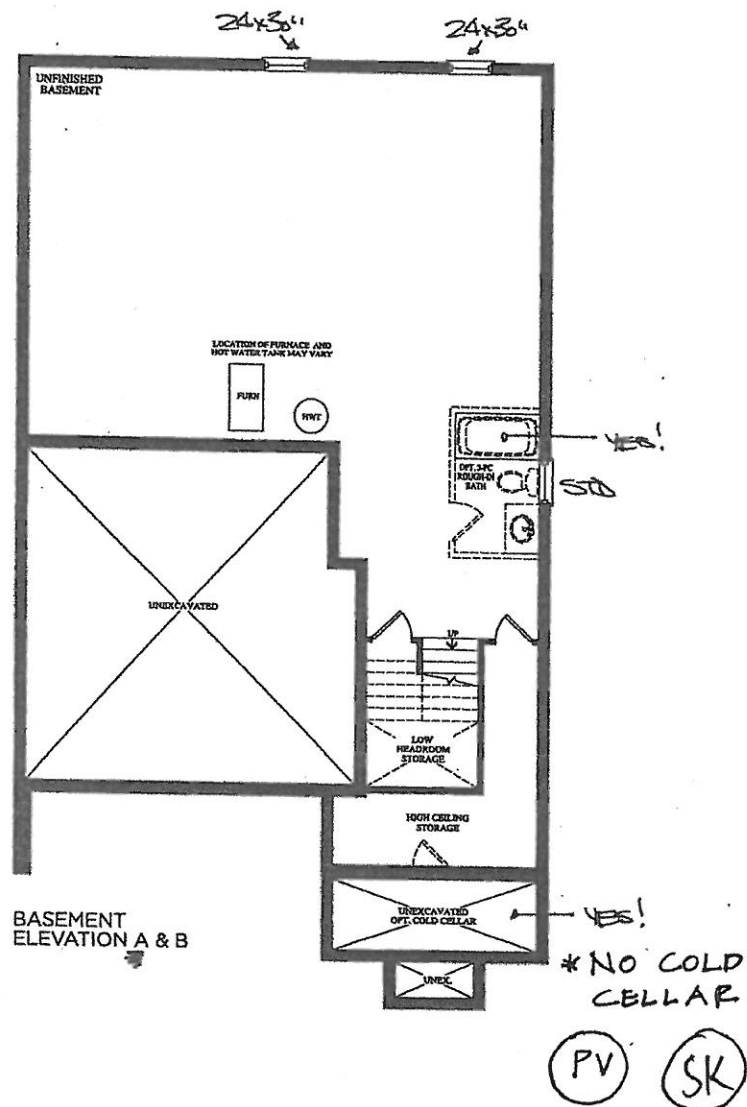 24x30"
24x30"
UNFINISHED
BASEMENT
LOCATION OF FURNACE AND
HOT WATER TANK MAY VARY
FURN
HWT
YES!
OPT. 3-PC
ROUGH-IN
BATH
STD
UNEXCAVATED
UP
LOW
HEADROOM
STORAGE
HIGH CEILING
STORAGE
UNEXCAVATED
OPT. COLD CELLAR
YES!
BASEMENT
ELEVATION A & B
UNEX.
* NO COLD
CELLAR
PV
SK